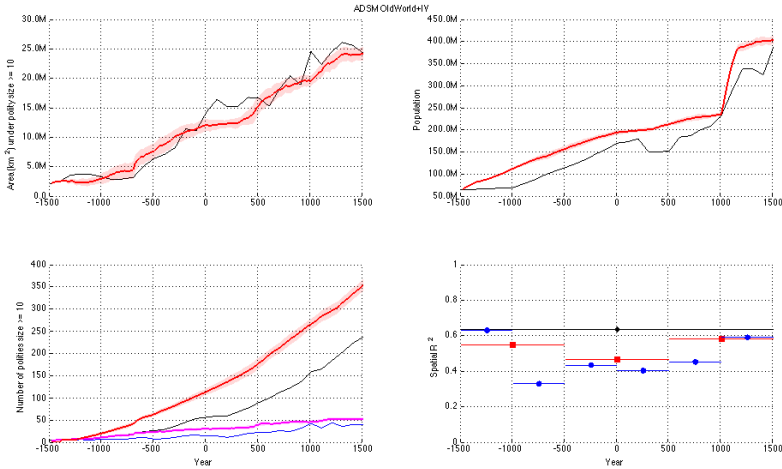 ADSM OldWorld+IY
30.0M
25.0M
20.0M
15.0M
10.0M
5.0M
0.0
Area (km²) under polity size >= 10
-1500 -1000 -500 0 500 1000 1500
450.0M
400.0M
350.0M
300.0M
250.0M
200.0M
150.0M
100.0M
50.0M
Population
-1500 -1000 -500 0 500 1000 1500
400
350
300
250
200
150
100
50
0
Number of polities size >= 10
-1500 -1000 -500 0 500 1000 1500
Year
1
0.8
0.6
0.4
0.2
0
Spatial R²
-1500 -1000 -500 0 500 1000 1500
Year